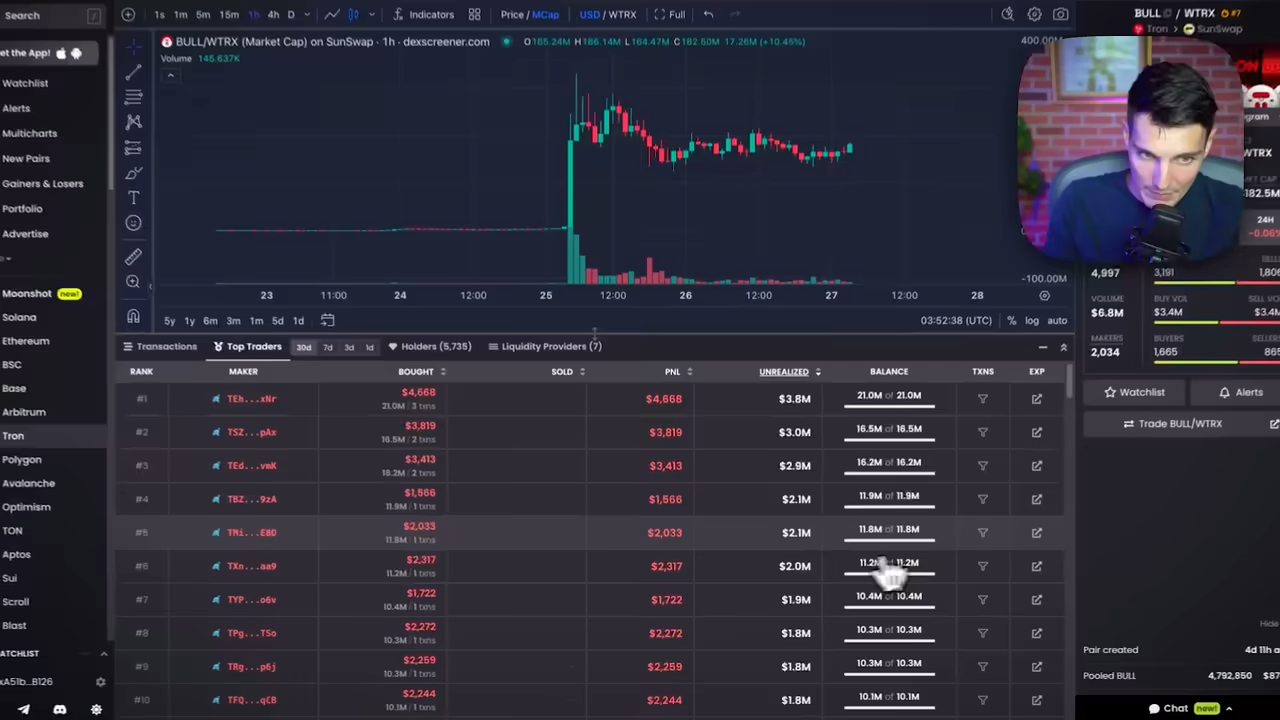 Search /
1s 1m 5m 15m 1h 4h D Indicators Price / MCap USD / WTRX Full
BULL / WTRX #7
Tron > SunSwap
et the App!
BULL/WTRX (Market Cap) on SunSwap · 1h · dexscreener.com O165.24M H186.14M L164.47M C182.50M 17.26M (+10.45%)
Volume 145.637K
400.00M
-100.00M
Watchlist
Alerts
Multicharts
New Pairs
Gainers & Losers
Portfolio
Advertise
Moonshot new!
Solana
Ethereum
BSC
Base
Arbitrum
Tron
Polygon
Avalanche
Optimism
TON
Aptos
Sui
Scroll
Blast
WATCHLIST
xA51b...B126
23 11:00 24 12:00 25 12:00 26 12:00 27 12:00 28
5y 1y 6m 3m 1m 5d 1d
03:52:38 (UTC) % log auto
Transactions Top Traders 30d 7d 3d 1d Holders (5,735) Liquidity Providers (7)
RANK MAKER BOUGHT SOLD PNL UNREALIZED BALANCE TXNS EXP
#1 TEh...xNr $4,668 $4,668 $3.8M 21.0M of 21.0M
21.0M / 3 txns
#2 TSZ...pAx $3,819 $3,819 $3.0M 16.5M of 16.5M
16.5M / 2 txns
#3 TEd...vmK $3,413 $3,413 $2.9M 16.2M of 16.2M
16.2M / 2 txns
#4 TBZ...9zA $1,566 $1,566 $2.1M 11.9M of 11.9M
11.9M / 1 txns
#5 TMi...E8D $2,033 $2,033 $2.1M 11.8M of 11.8M
11.8M / 1 txns
#6 TXn...aa9 $2,317 $2,317 $2.0M 11.2M
11.2M / 1 txns
#7 TYP...o6v $1,722 $1,722 $1.9M 10.4M of 10.4M
10.4M / 1 txns
#8 TPg...TSo $2,272 $2,272 $1.8M 10.3M of 10.3M
10.3M / 1 txns
#9 TRg...p6j $2,259 $2,259 $1.8M 10.3M of 10.3M
10.3M / 1 txns
#10 TFQ...qCB $2,244 $2,244 $1.8M 10.1M of 10.1M
10.1M / 1 txns
WTRX
182.5M
24H
-0.06%
4,997 3,191
VOLUME BUY VOL SELL V
$6.8M $3.4M $3.4M
MAKERS BUYERS SELLERS
2,034 1,665
Watchlist Alerts
Trade BULL/WTRX
Hide
Pair created 4d 11h a
Pooled BULL 4,792,850
Chat new!